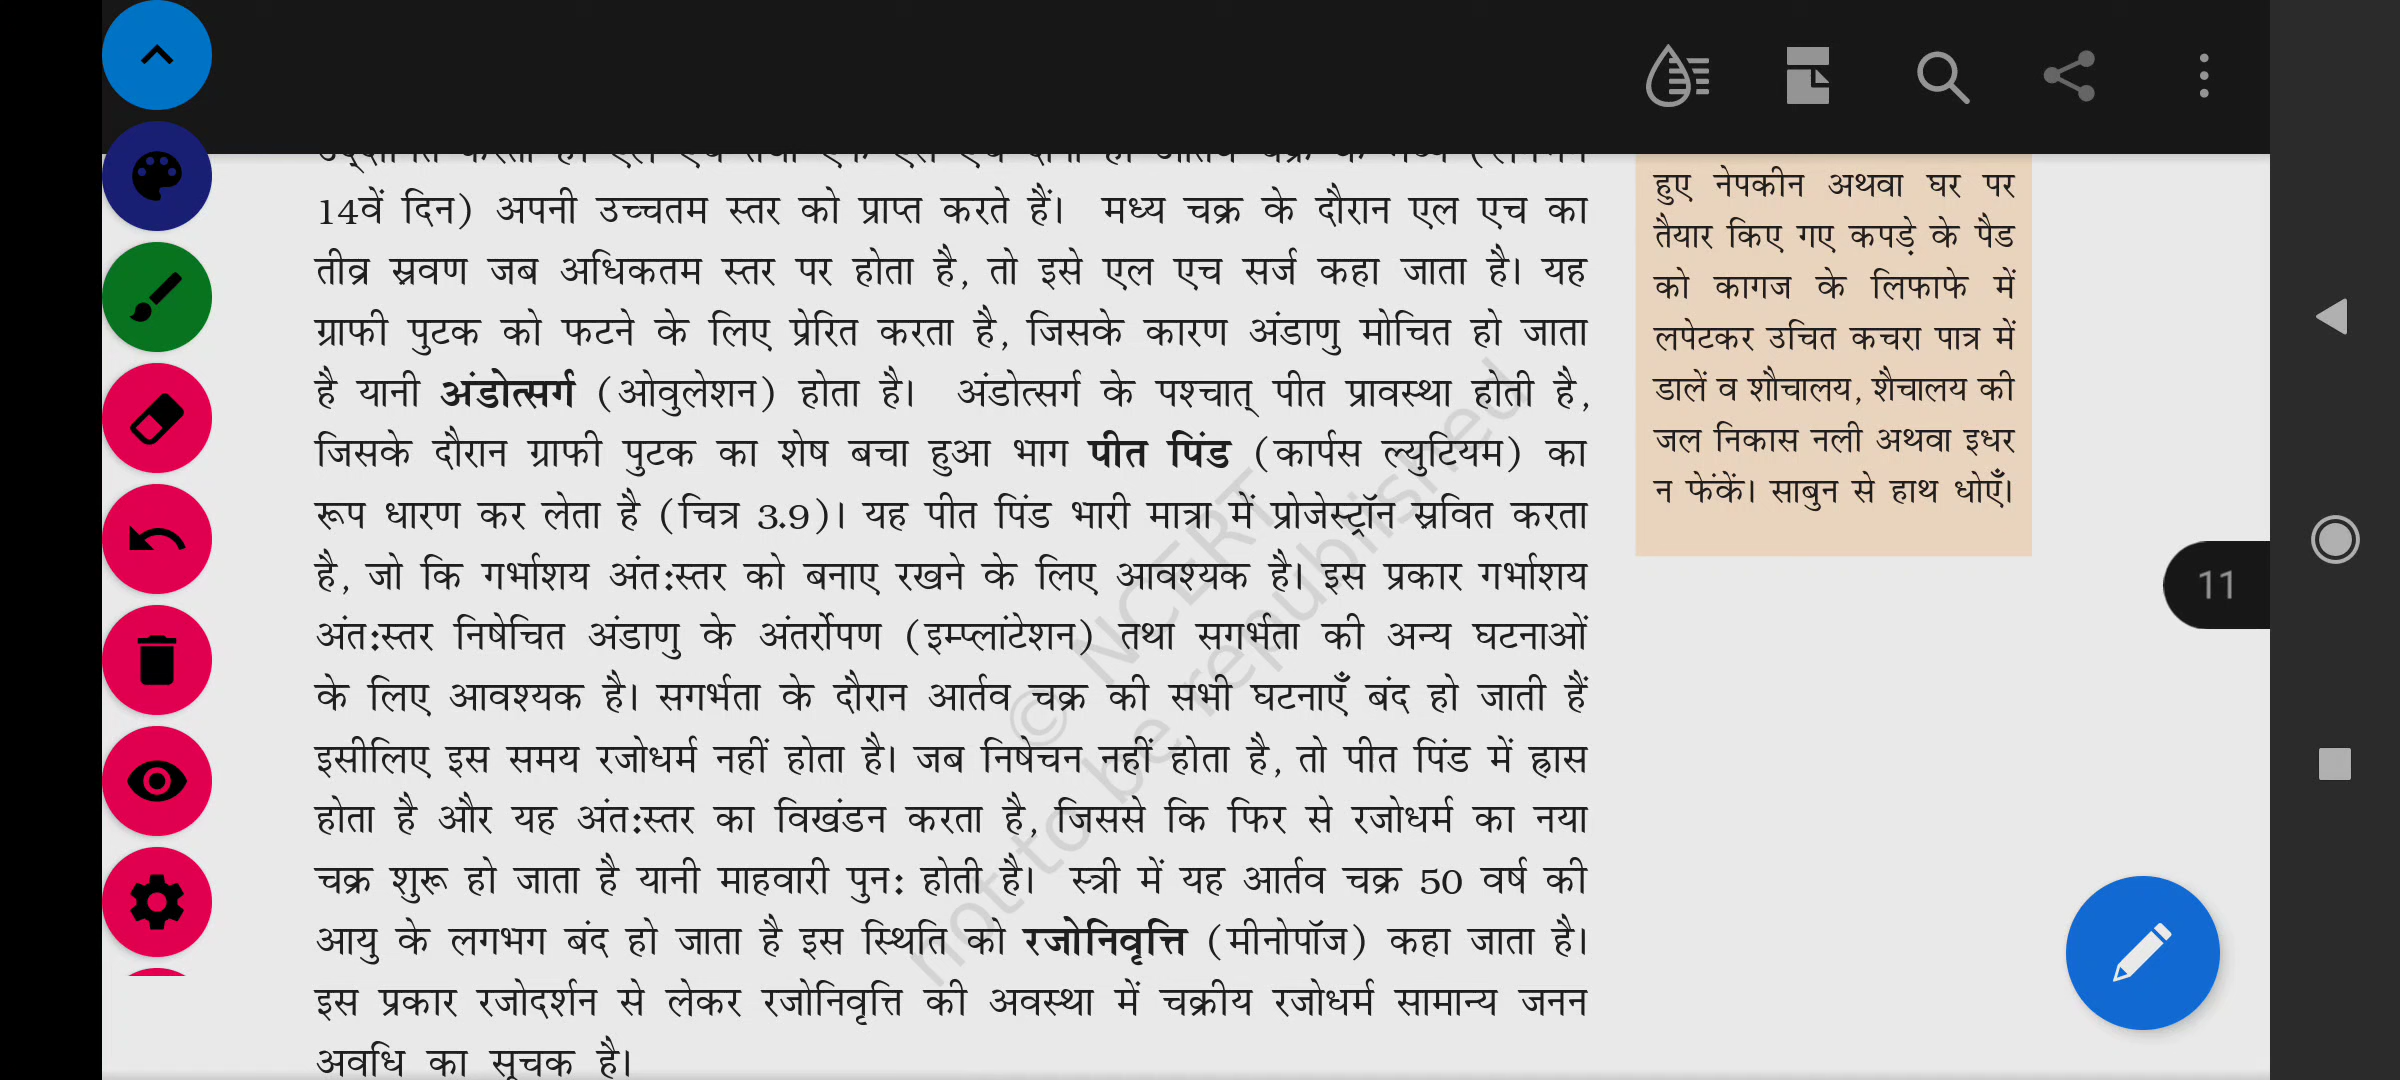 14वें दिन) अपनी उच्चतम स्तर को प्राप्त करते हैं। मध्य चक्र के दौरान एल एच का
तीव्र स्रवण जब अधिकतम स्तर पर होता है, तो इसे एल एच सर्ज कहा जाता है। यह
ग्राफी पुटक को फटने के लिए प्रेरित करता है, जिसके कारण अंडाणु मोचित हो जाता
है यानी अंडोत्सर्ग (ओवुलेशन) होता है। अंडोत्सर्ग के पश्चात् पीत प्रावस्था होती है,
जिसके दौरान ग्राफी पुटक का शेष बचा हुआ भाग पीत पिंड (कार्पस ल्युटियम) का
रूप धारण कर लेता है (चित्र 3.9)। यह पीत पिंड भारी मात्रा में प्रोजेस्ट्रॉन स्रवित करता
है, जो कि गर्भाशय अंत:स्तर को बनाए रखने के लिए आवश्यक है। इस प्रकार गर्भाशय
अंत:स्तर निषेचित अंडाणु के अंतर्रोपण (इम्प्लांटेशन) तथा सगर्भता की अन्य घटनाओं
के लिए आवश्यक है। सगर्भता के दौरान आर्तव चक्र की सभी घटनाएँ बंद हो जाती हैं
इसीलिए इस समय रजोधर्म नहीं होता है। जब निषेचन नहीं होता है, तो पीत पिंड में ह्रास
होता है और यह अंत:स्तर का विखंडन करता है, जिससे कि फिर से रजोधर्म का नया
चक्र शुरू हो जाता है यानी माहवारी पुन: होती है। स्त्री में यह आर्तव चक्र 50 वर्ष की
आयु के लगभग बंद हो जाता है इस स्थिति को रजोनिवृत्ति (मीनोपॉज) कहा जाता है।
इस प्रकार रजोदर्शन से लेकर रजोनिवृत्ति की अवस्था में चक्रीय रजोधर्म सामान्य जनन
अवधि का सूचक है।
हुए नेपकीन अथवा घर पर
तैयार किए गए कपड़े के पैड
को कागज के लिफाफे में
लपेटकर उचित कचरा पात्र में
डालें व शौचालय, शैचालय की
जल निकास नली अथवा इधर
न फेंकें। साबुन से हाथ धोएँ।
11
© NCERT
not to be republished